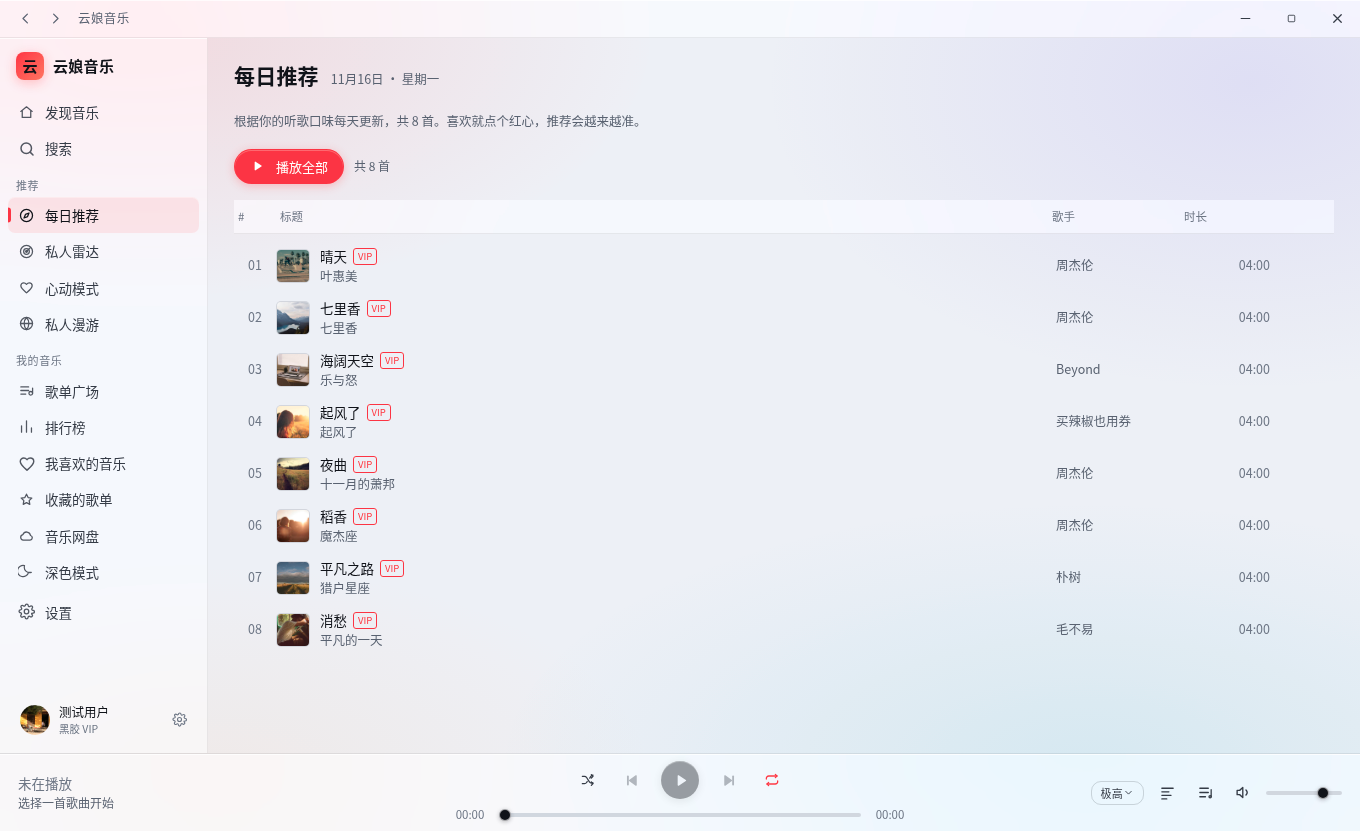 云娘音乐
云 云娘音乐
发现音乐
搜索
推荐
每日推荐
私人雷达
心动模式
私人漫游
我的音乐
歌单广场
排行榜
我喜欢的音乐
收藏的歌单
音乐网盘
深色模式
设置
测试用户
黑胶 VIP
每日推荐 11月16日 · 星期一
根据你的听歌口味每天更新，共 8 首。喜欢就点个红心，推荐会越来越准。
播放全部 共 8 首
# 标题 歌手 时长
01 晴天 VIP 周杰伦 04:00
叶惠美
02 七里香 VIP 周杰伦 04:00
七里香
03 海阔天空 VIP Beyond 04:00
乐与怒
04 起风了 VIP 买辣椒也用券 04:00
起风了
05 夜曲 VIP 周杰伦 04:00
十一月的萧邦
06 稻香 VIP 周杰伦 04:00
魔杰座
07 平凡之路 VIP 朴树 04:00
猎户星座
08 消愁 VIP 毛不易 04:00
平凡的一天
未在播放
选择一首歌曲开始
00:00 00:00
极高